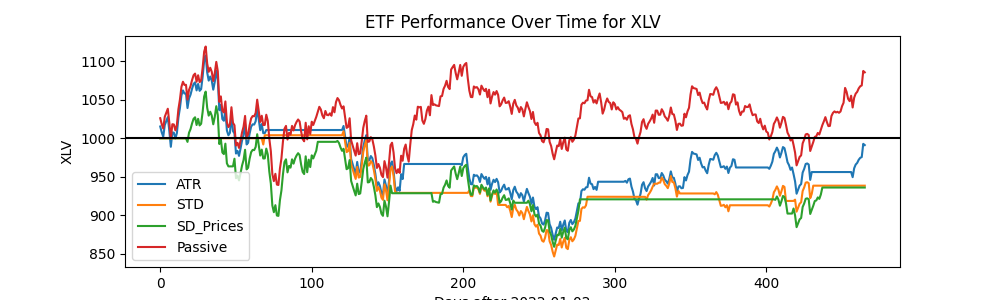 ETF Performance Over Time for XLV
1100
1050
1000
950
900
850
XLV
ATR
STD
SD_Prices
Passive
0 100 200 300 400